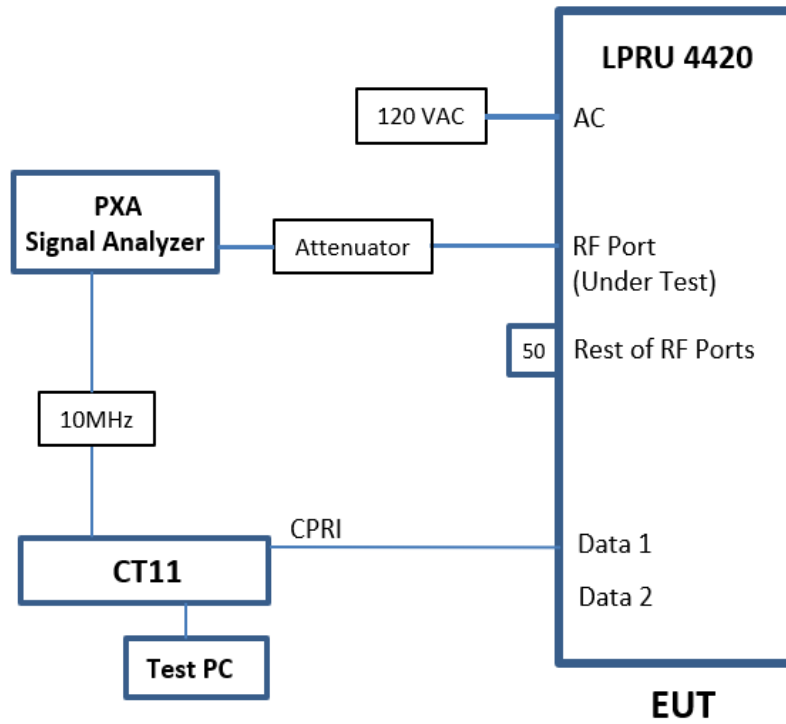 LPRU 4420
120 VAC
AC
PXA
Signal Analyzer
Attenuator
RF Port
(Under Test)
50
Rest of RF Ports
10MHz
CPRI
Data 1
CT11
Data 2
Test PC
EUT